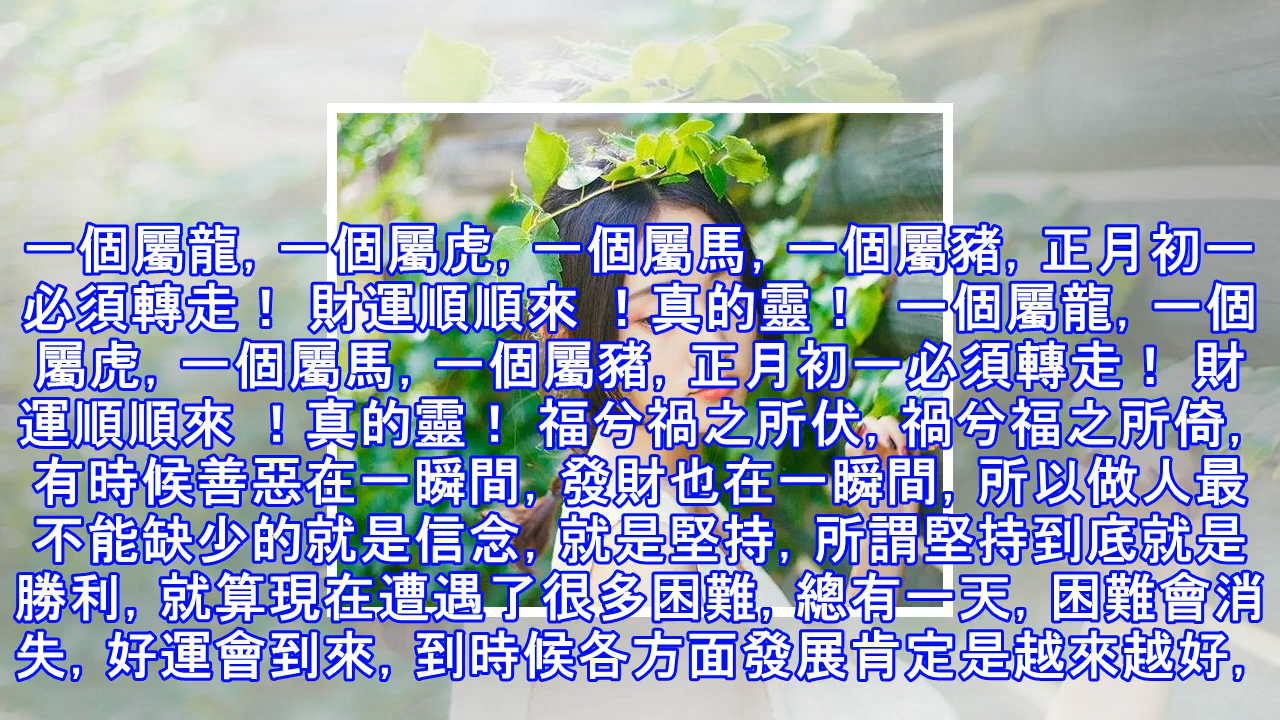 一個屬龍, 一個屬虎, 一個屬馬, 一個屬豬, 正月初一
必須轉走! 財運順順來 !真的靈! 一個屬龍, 一個
屬虎, 一個屬馬, 一個屬豬, 正月初一必須轉走! 財
運順順來 !真的靈! 福兮禍之所伏, 禍兮福之所倚,
有時候善惡在一瞬間, 發財也在一瞬間, 所以做人最
不能缺少的就是信念, 就是堅持, 所謂堅持到底就是
勝利, 就算現在遭遇了很多困難, 總有一天, 困難會消
失, 好運會到來, 到時候各方面發展肯定是越來越好,